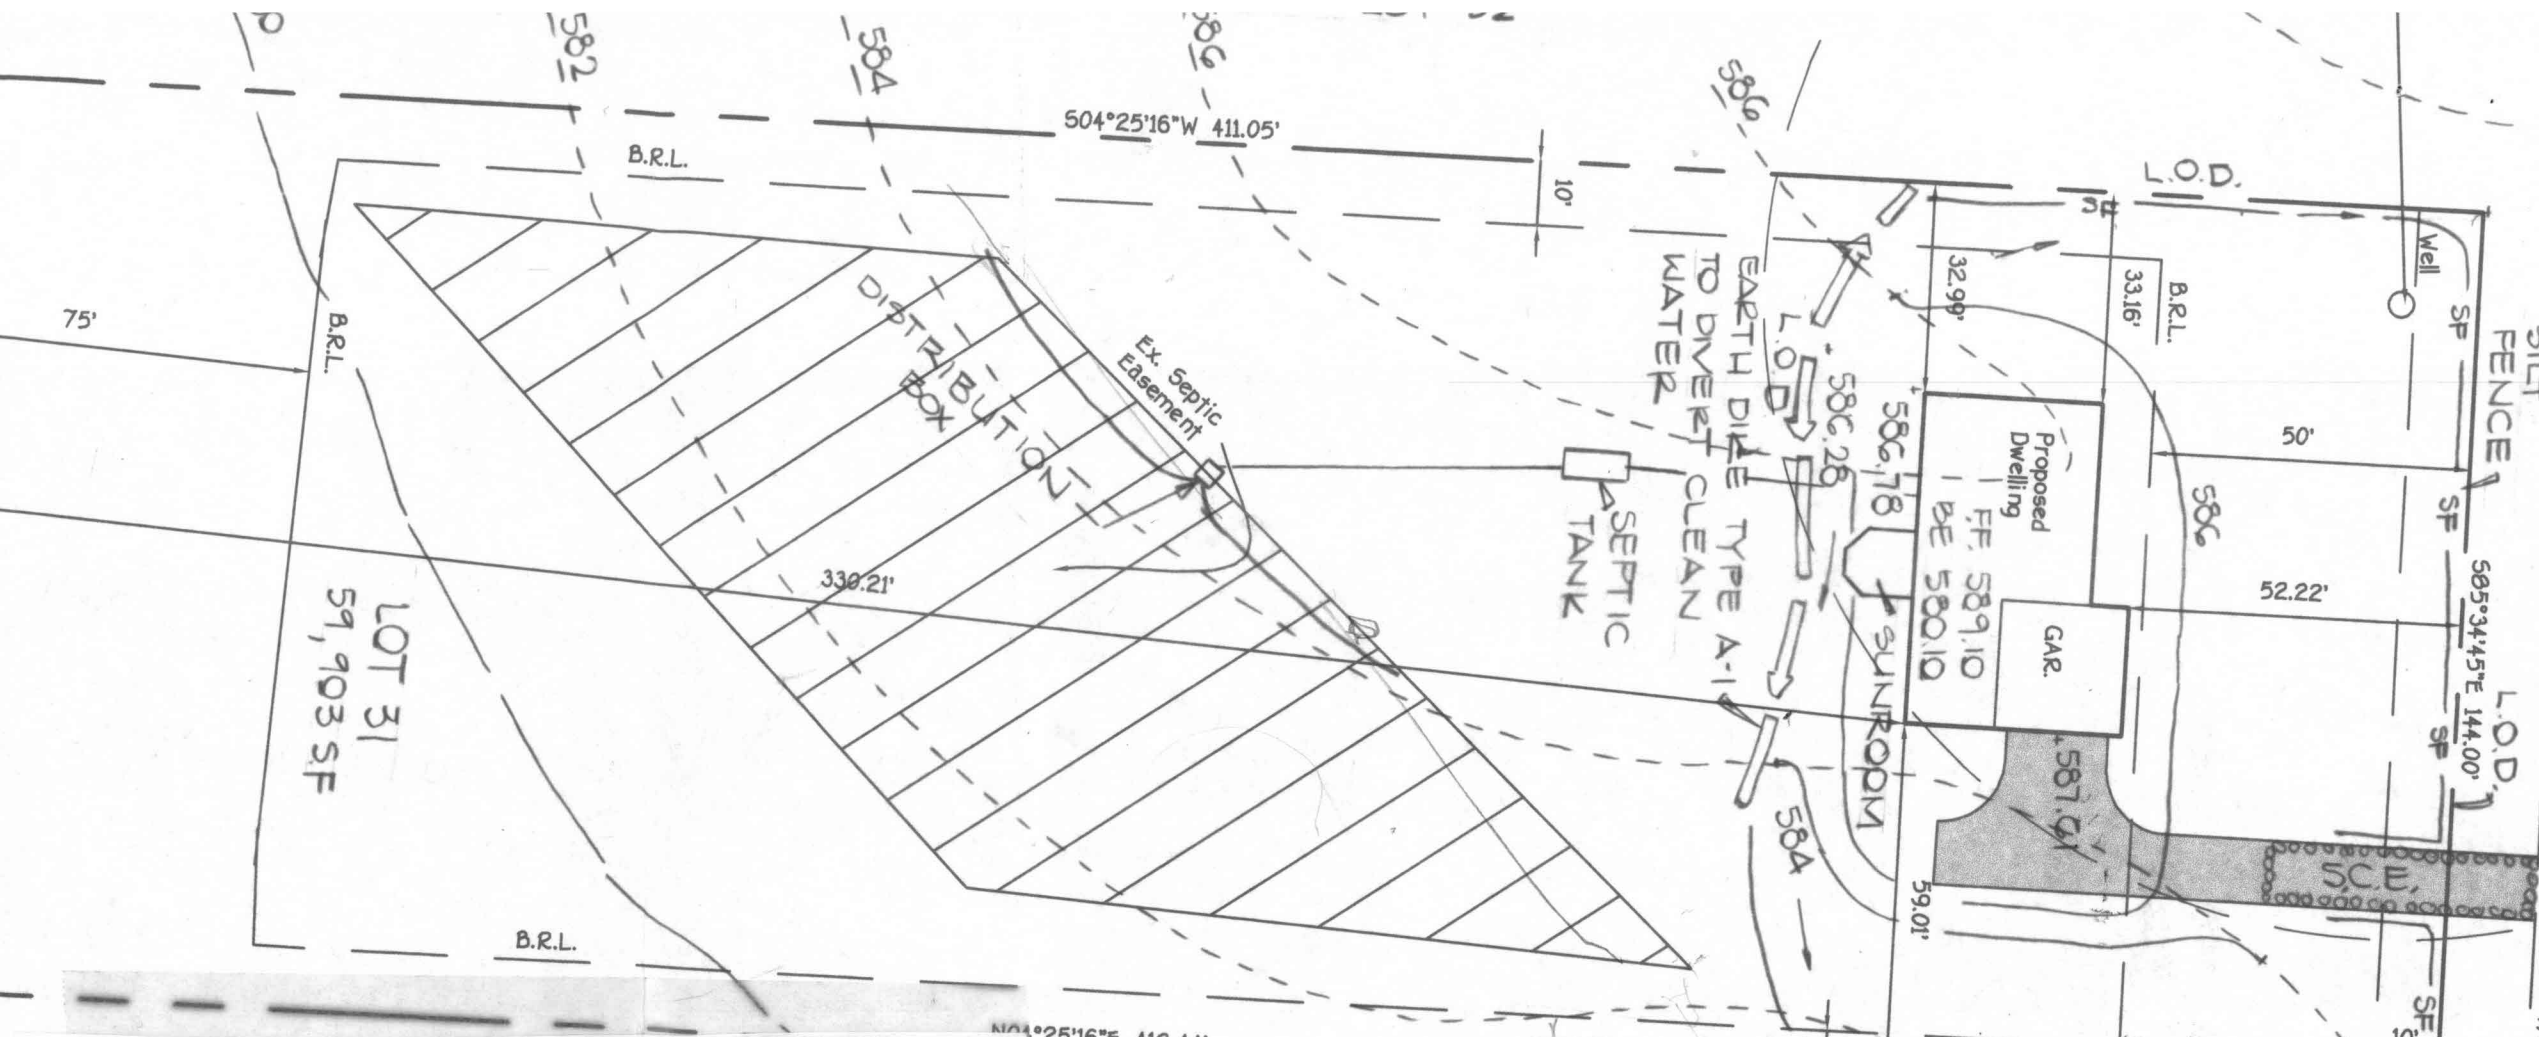 582
584
586
S04°25'16"W 411.05'
B.R.L.
10'
586
L.O.D.
SF
Well
SF
SILT
FENCE
75'
B.R.L.
DISTRIBUTION
BOX
Ex. Septic
Easement
EARTH DIKE TYPE A-1
TO DIVERT CLEAN
WATER
L.O.D.
+ 586.28
586.78
32.99'
33.16'
B.R.L.
Proposed
Dwelling
FF. 589.10
BE 580.10
50'
SF
586
52.22'
S85°34'45"E 144.00'
L.O.D.
SF
SEPTIC
TANK
SUNROOM
GAR.
+587.61
330.21'
LOT 31
59,903 S.F
584
59.01'
S.C.E.
B.R.L.
SF
10'